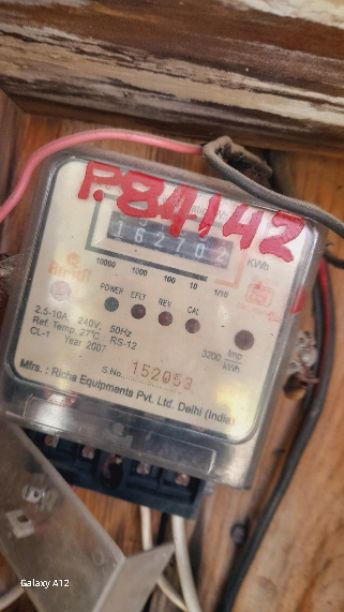 P.84142
162702
KWh
10000 1000 100 10 1/10
POWER EFLT REV CAL
2.5-10A. 240V. 50Hz
Ref. Temp. 27°C RS-12
CL-1 Year 2007
3200 Imp/kWh
S.No. 152053
Mfrs. : Richa Equipments Pvt. Ltd. Delhi (India)
Galaxy A12